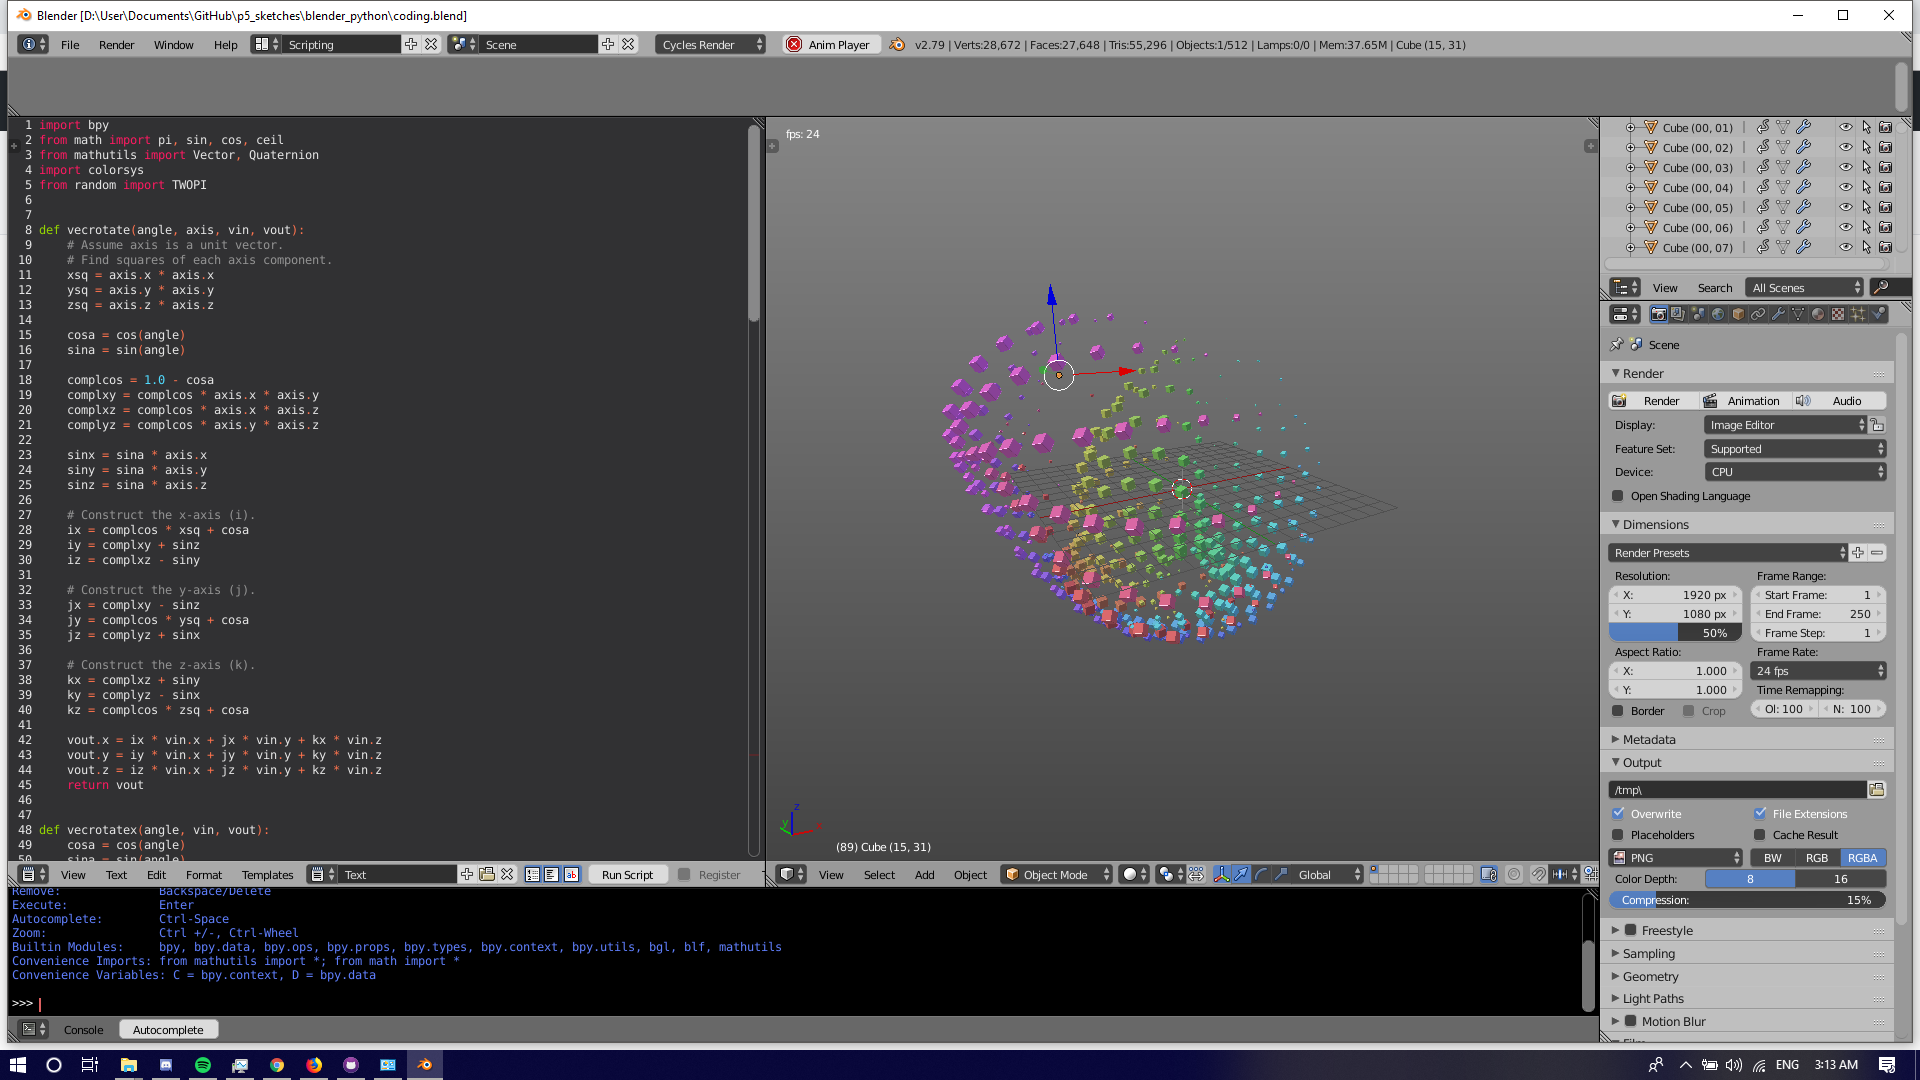 Blender [D:\User\Documents\GitHub\p5_sketches\blender_python\coding.blend]
File Render Window Help Scripting Scene Cycles Render Anim Player v2.79 | Verts:28,672 | Faces:27,648 | Tris:55,296 | Objects:1/512 | Lamps:0/0 | Mem:37.65M | Cube (15, 31)
1 import bpy
2 from math import pi, sin, cos, ceil
3 from mathutils import Vector, Quaternion
4 import colorsys
5 from random import TWOPI
6
7
8 def vecrotate(angle, axis, vin, vout):
9 # Assume axis is a unit vector.
10 # Find squares of each axis component.
11 xsq = axis.x * axis.x
12 ysq = axis.y * axis.y
13 zsq = axis.z * axis.z
14
15 cosa = cos(angle)
16 sina = sin(angle)
17
18 complcos = 1.0 - cosa
19 complxy = complcos * axis.x * axis.y
20 complxz = complcos * axis.x * axis.z
21 complyz = complcos * axis.y * axis.z
22
23 sinx = sina * axis.x
24 siny = sina * axis.y
25 sinz = sina * axis.z
26
27 # Construct the x-axis (i).
28 ix = complcos * xsq + cosa
29 iy = complxy + sinz
30 iz = complxz - siny
31
32 # Construct the y-axis (j).
33 jx = complxy - sinz
34 jy = complcos * ysq + cosa
35 jz = complyz + sinx
36
37 # Construct the z-axis (k).
38 kx = complxz + siny
39 ky = complyz - sinx
40 kz = complcos * zsq + cosa
41
42 vout.x = ix * vin.x + jx * vin.y + kx * vin.z
43 vout.y = iy * vin.x + jy * vin.y + ky * vin.z
44 vout.z = iz * vin.x + jz * vin.y + kz * vin.z
45 return vout
46
47
48 def vecrotatex(angle, vin, vout):
49 cosa = cos(angle)
50 sina = sin(angle)
View Text Edit Format Templates Text Run Script Register
fps: 24
z
y
x
(89) Cube (15, 31)
View Select Add Object Object Mode Global
Remove: Backspace/Delete
Execute: Enter
Autocomplete: Ctrl-Space
Zoom: Ctrl +/-, Ctrl-Wheel
Builtin Modules: bpy, bpy.data, bpy.ops, bpy.props, bpy.types, bpy.context, bpy.utils, bgl, blf, mathutils
Convenience Imports: from mathutils import *; from math import *
Convenience Variables: C = bpy.context, D = bpy.data
>>>
Console Autocomplete
Cube (00, 01)
Cube (00, 02)
Cube (00, 03)
Cube (00, 04)
Cube (00, 05)
Cube (00, 06)
Cube (00, 07)
View Search All Scenes
Scene
Render
Render Animation Audio
Display: Image Editor
Feature Set: Supported
Device: CPU
Open Shading Language
Dimensions
Render Presets
Resolution: Frame Range:
X: 1920 px Start Frame: 1
Y: 1080 px End Frame: 250
50% Frame Step: 1
Aspect Ratio: Frame Rate:
X: 1.000 24 fps
Y: 1.000 Time Remapping:
Border Crop Ol: 100 N: 100
Metadata
Output
/tmp\
Overwrite File Extensions
Placeholders Cache Result
PNG BW RGB RGBA
Color Depth: 8 16
Compression: 15%
Freestyle
Sampling
Geometry
Light Paths
Motion Blur
ENG 3:13 AM